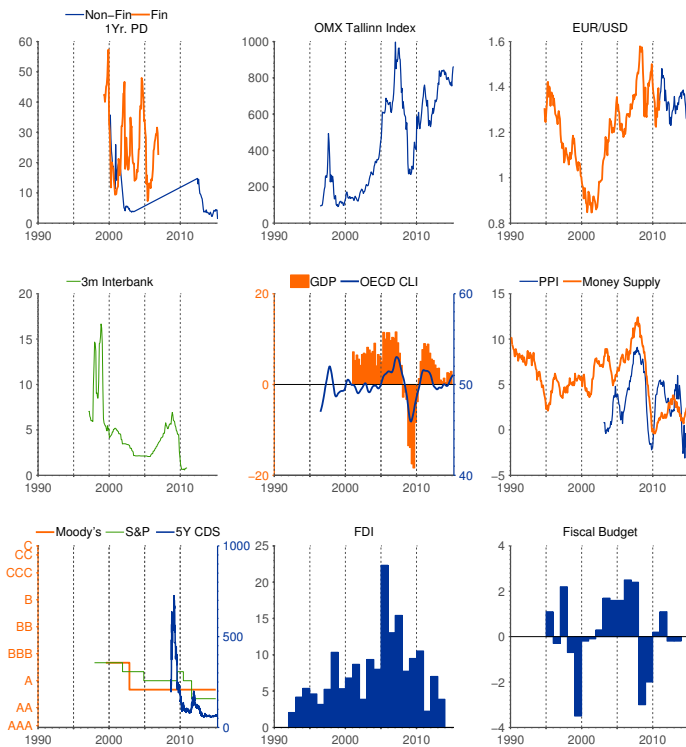 Non−Fin Fin
1Yr. PD
60
50
40
30
20
10
0
1990 2000 2010
OMX Tallinn Index
1000
800
600
400
200
0
1990 2000 2010
EUR/USD
1.6
1.4
1.2
1
0.8
1990 2000 2010
3m Interbank
20
15
10
5
0
1990 2000 2010
GDP OECD CLI
20 60
0 50
−20 40
1990 2000 2010
PPI Money Supply
15
10
5
0
−5
1990 2000 2010
Moody's S&P 5Y CDS
C 1000
CC
CCC
B
BB 500
BBB
A
AA
AAA 0
1990 2000 2010
FDI
25
20
15
10
5
0
1990 2000 2010
Fiscal Budget
4
2
0
−2
−4
1990 2000 2010